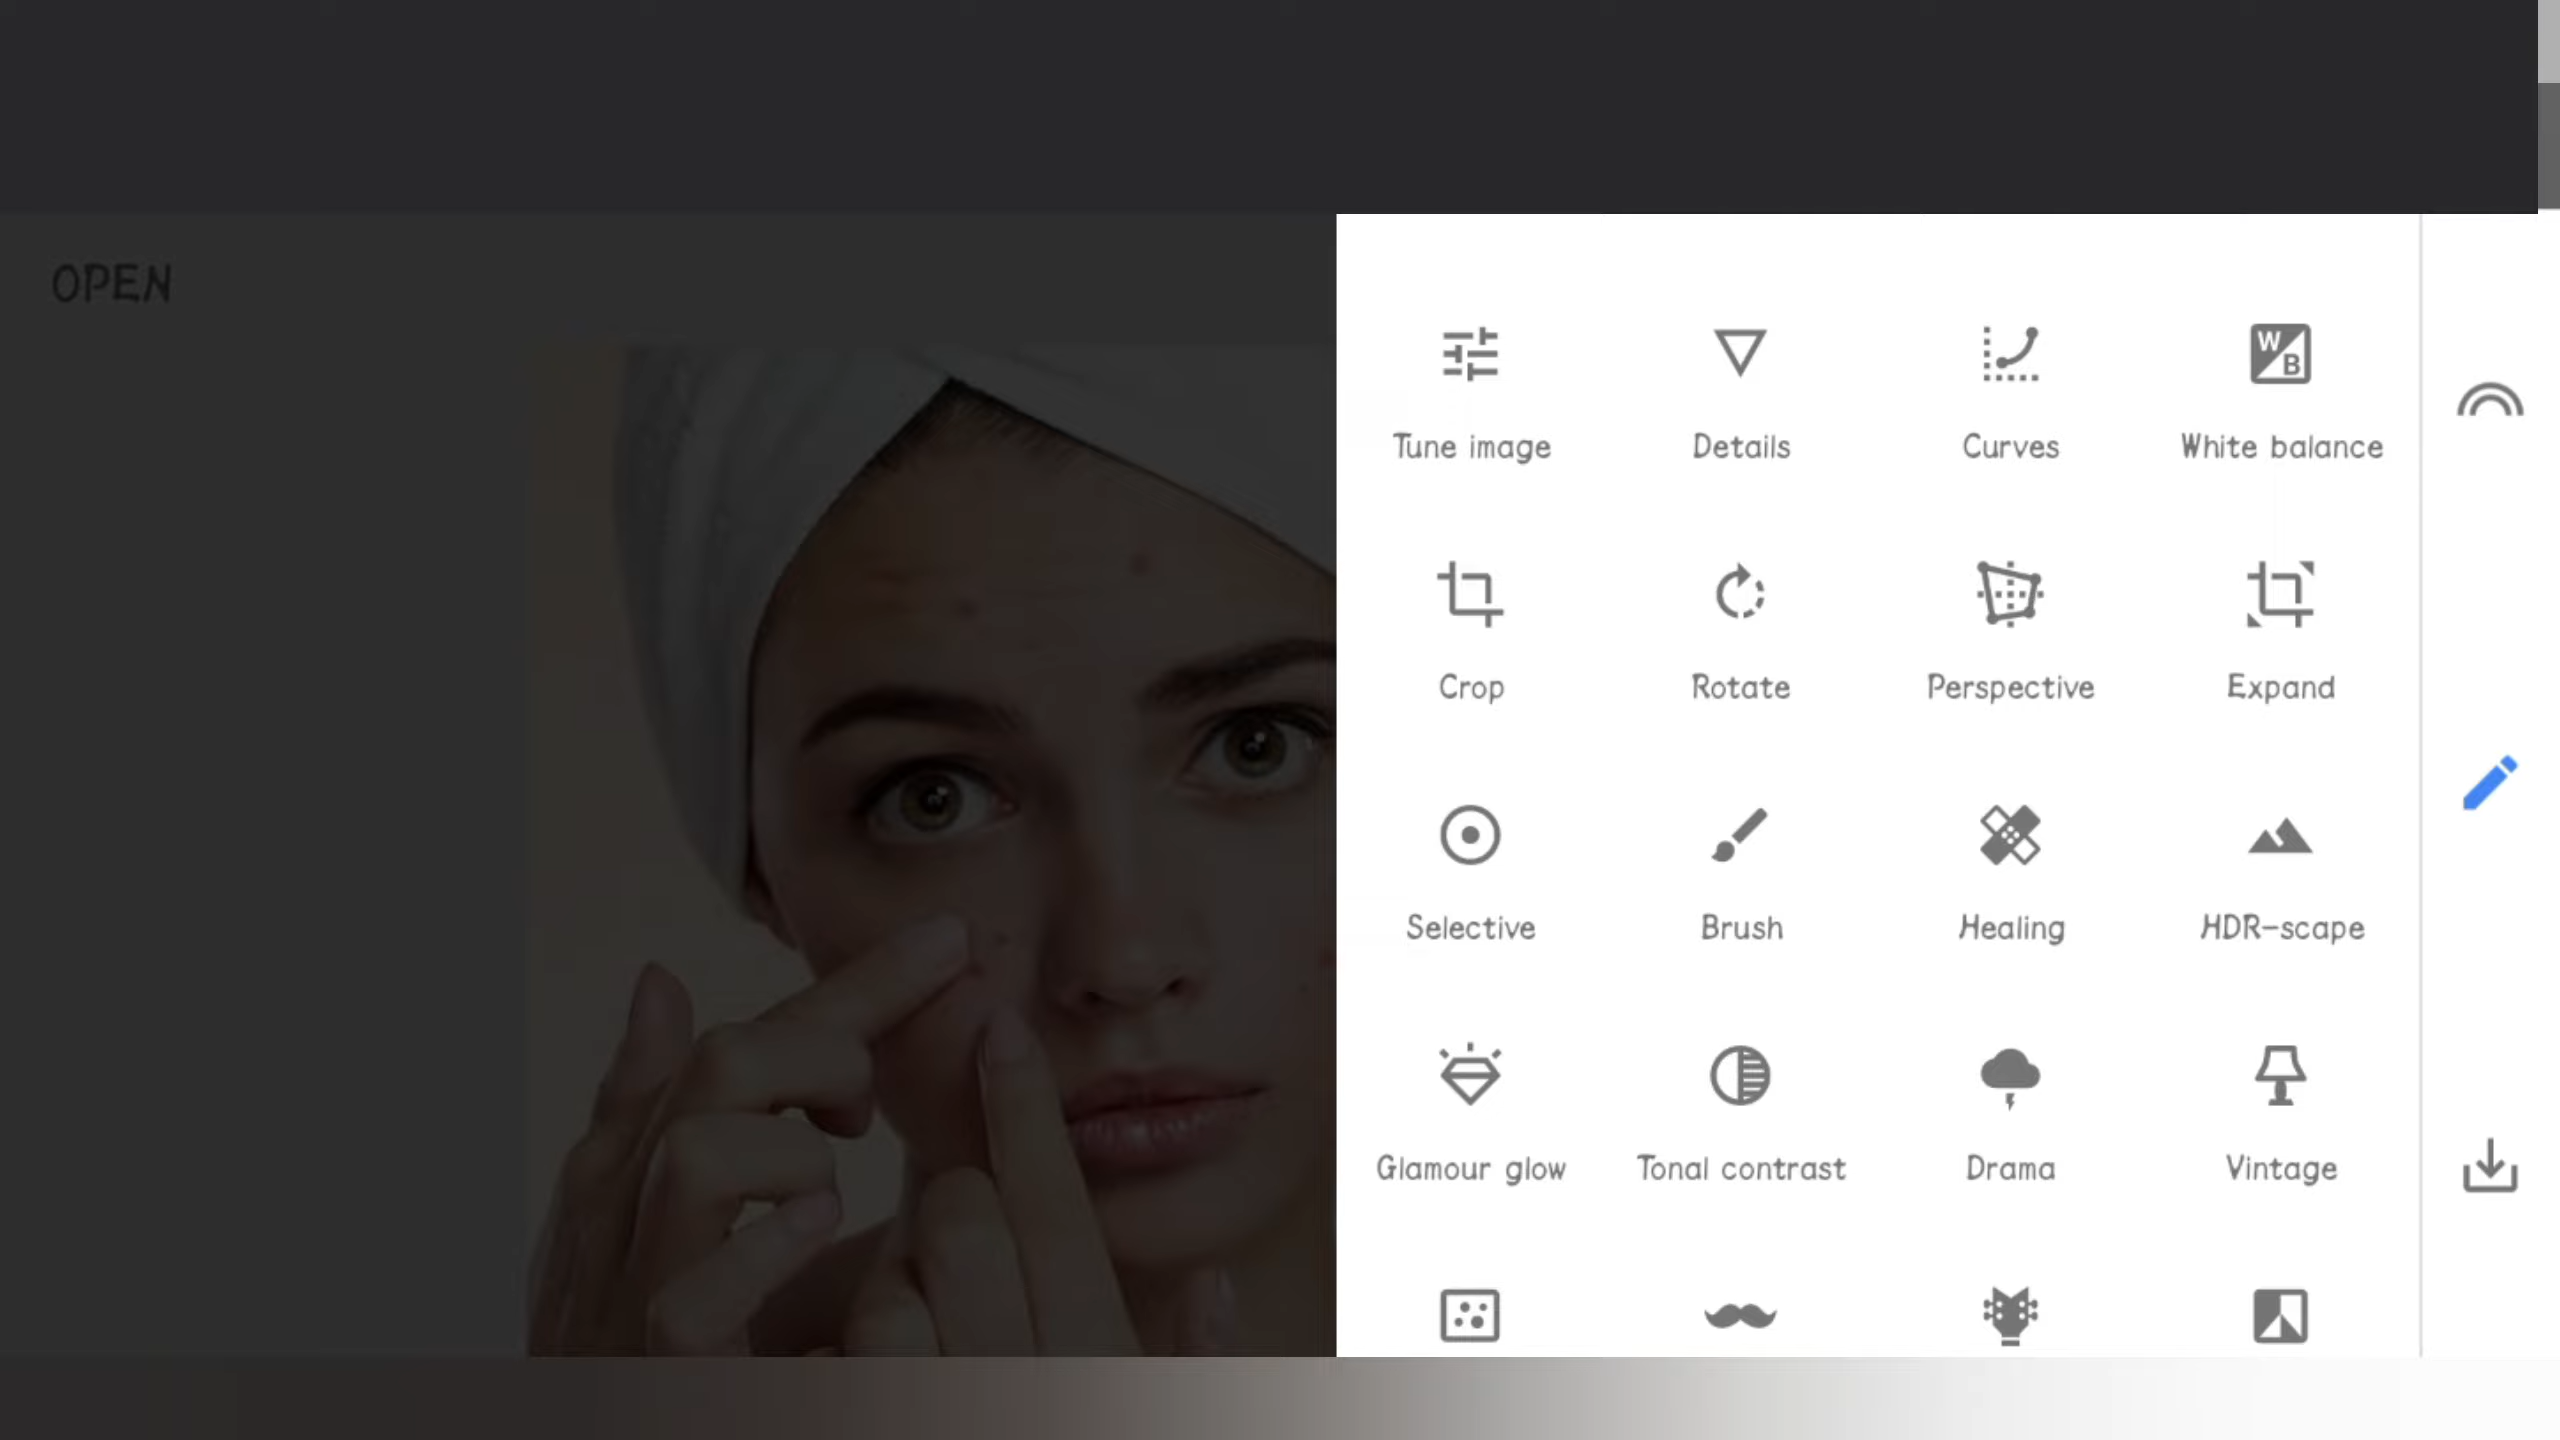 OPEN
Tune image Details Curves White balance
Crop Rotate Perspective Expand
Selective Brush Healing HDR-scape
Glamour glow Tonal contrast Drama Vintage
W
B